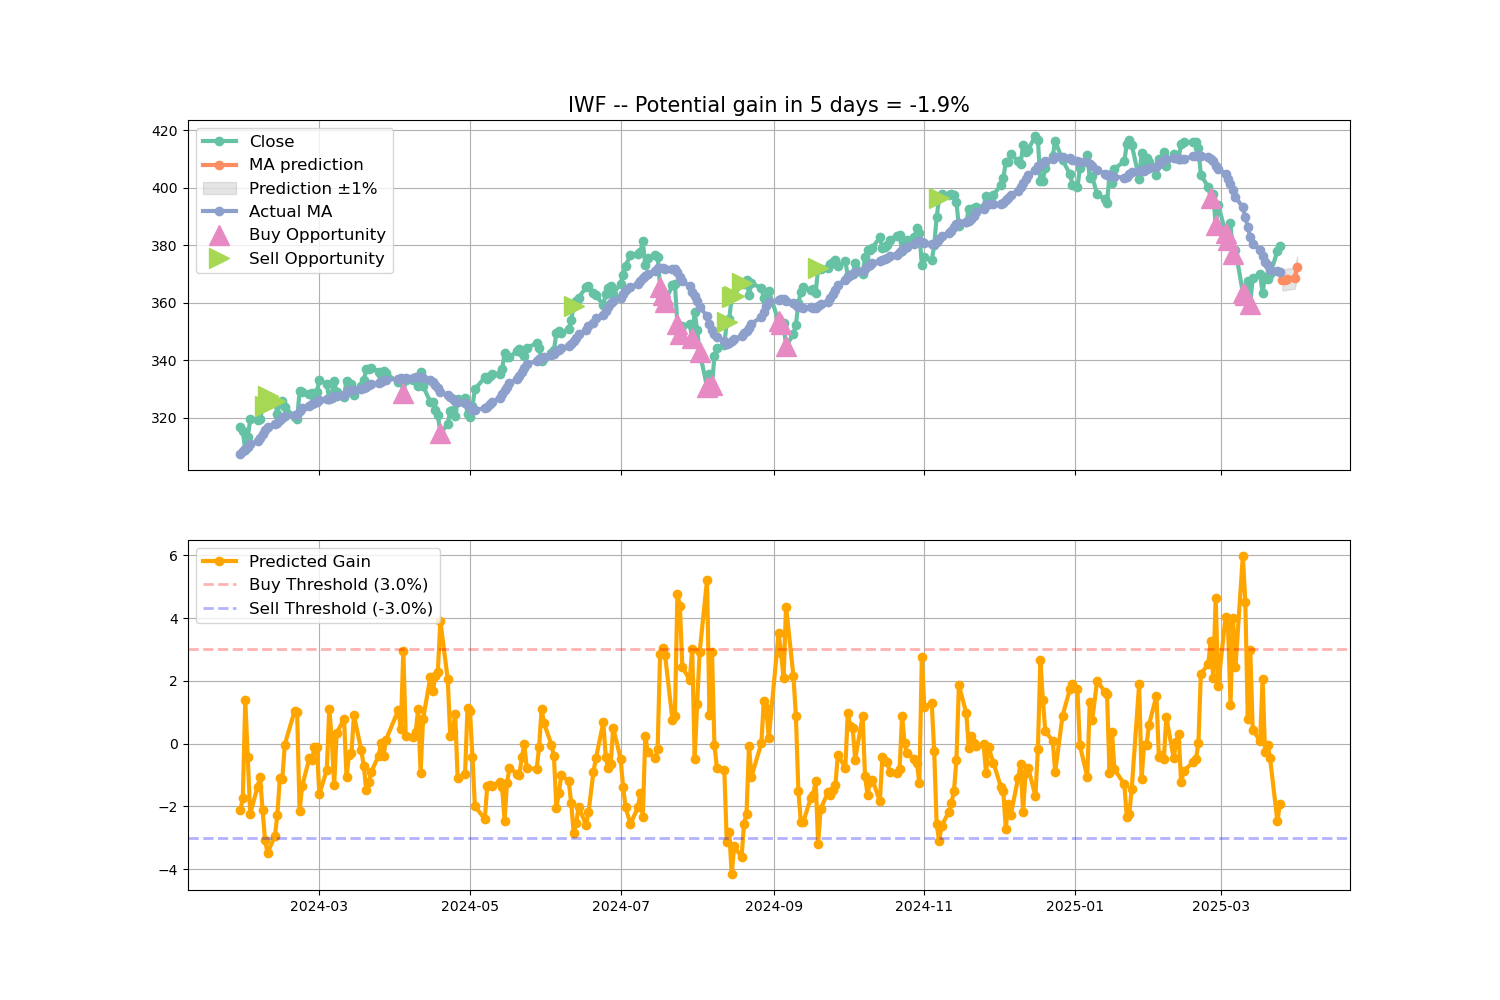 IWF -- Potential gain in 5 days = -1.9%
420
400
380
360
340
320
Close
MA prediction
Prediction ±1%
Actual MA
Buy Opportunity
Sell Opportunity
6
4
2
0
−2
−4
Predicted Gain
Buy Threshold (3.0%)
Sell Threshold (-3.0%)
2024-03 2024-05 2024-07 2024-09 2024-11 2025-01 2025-03